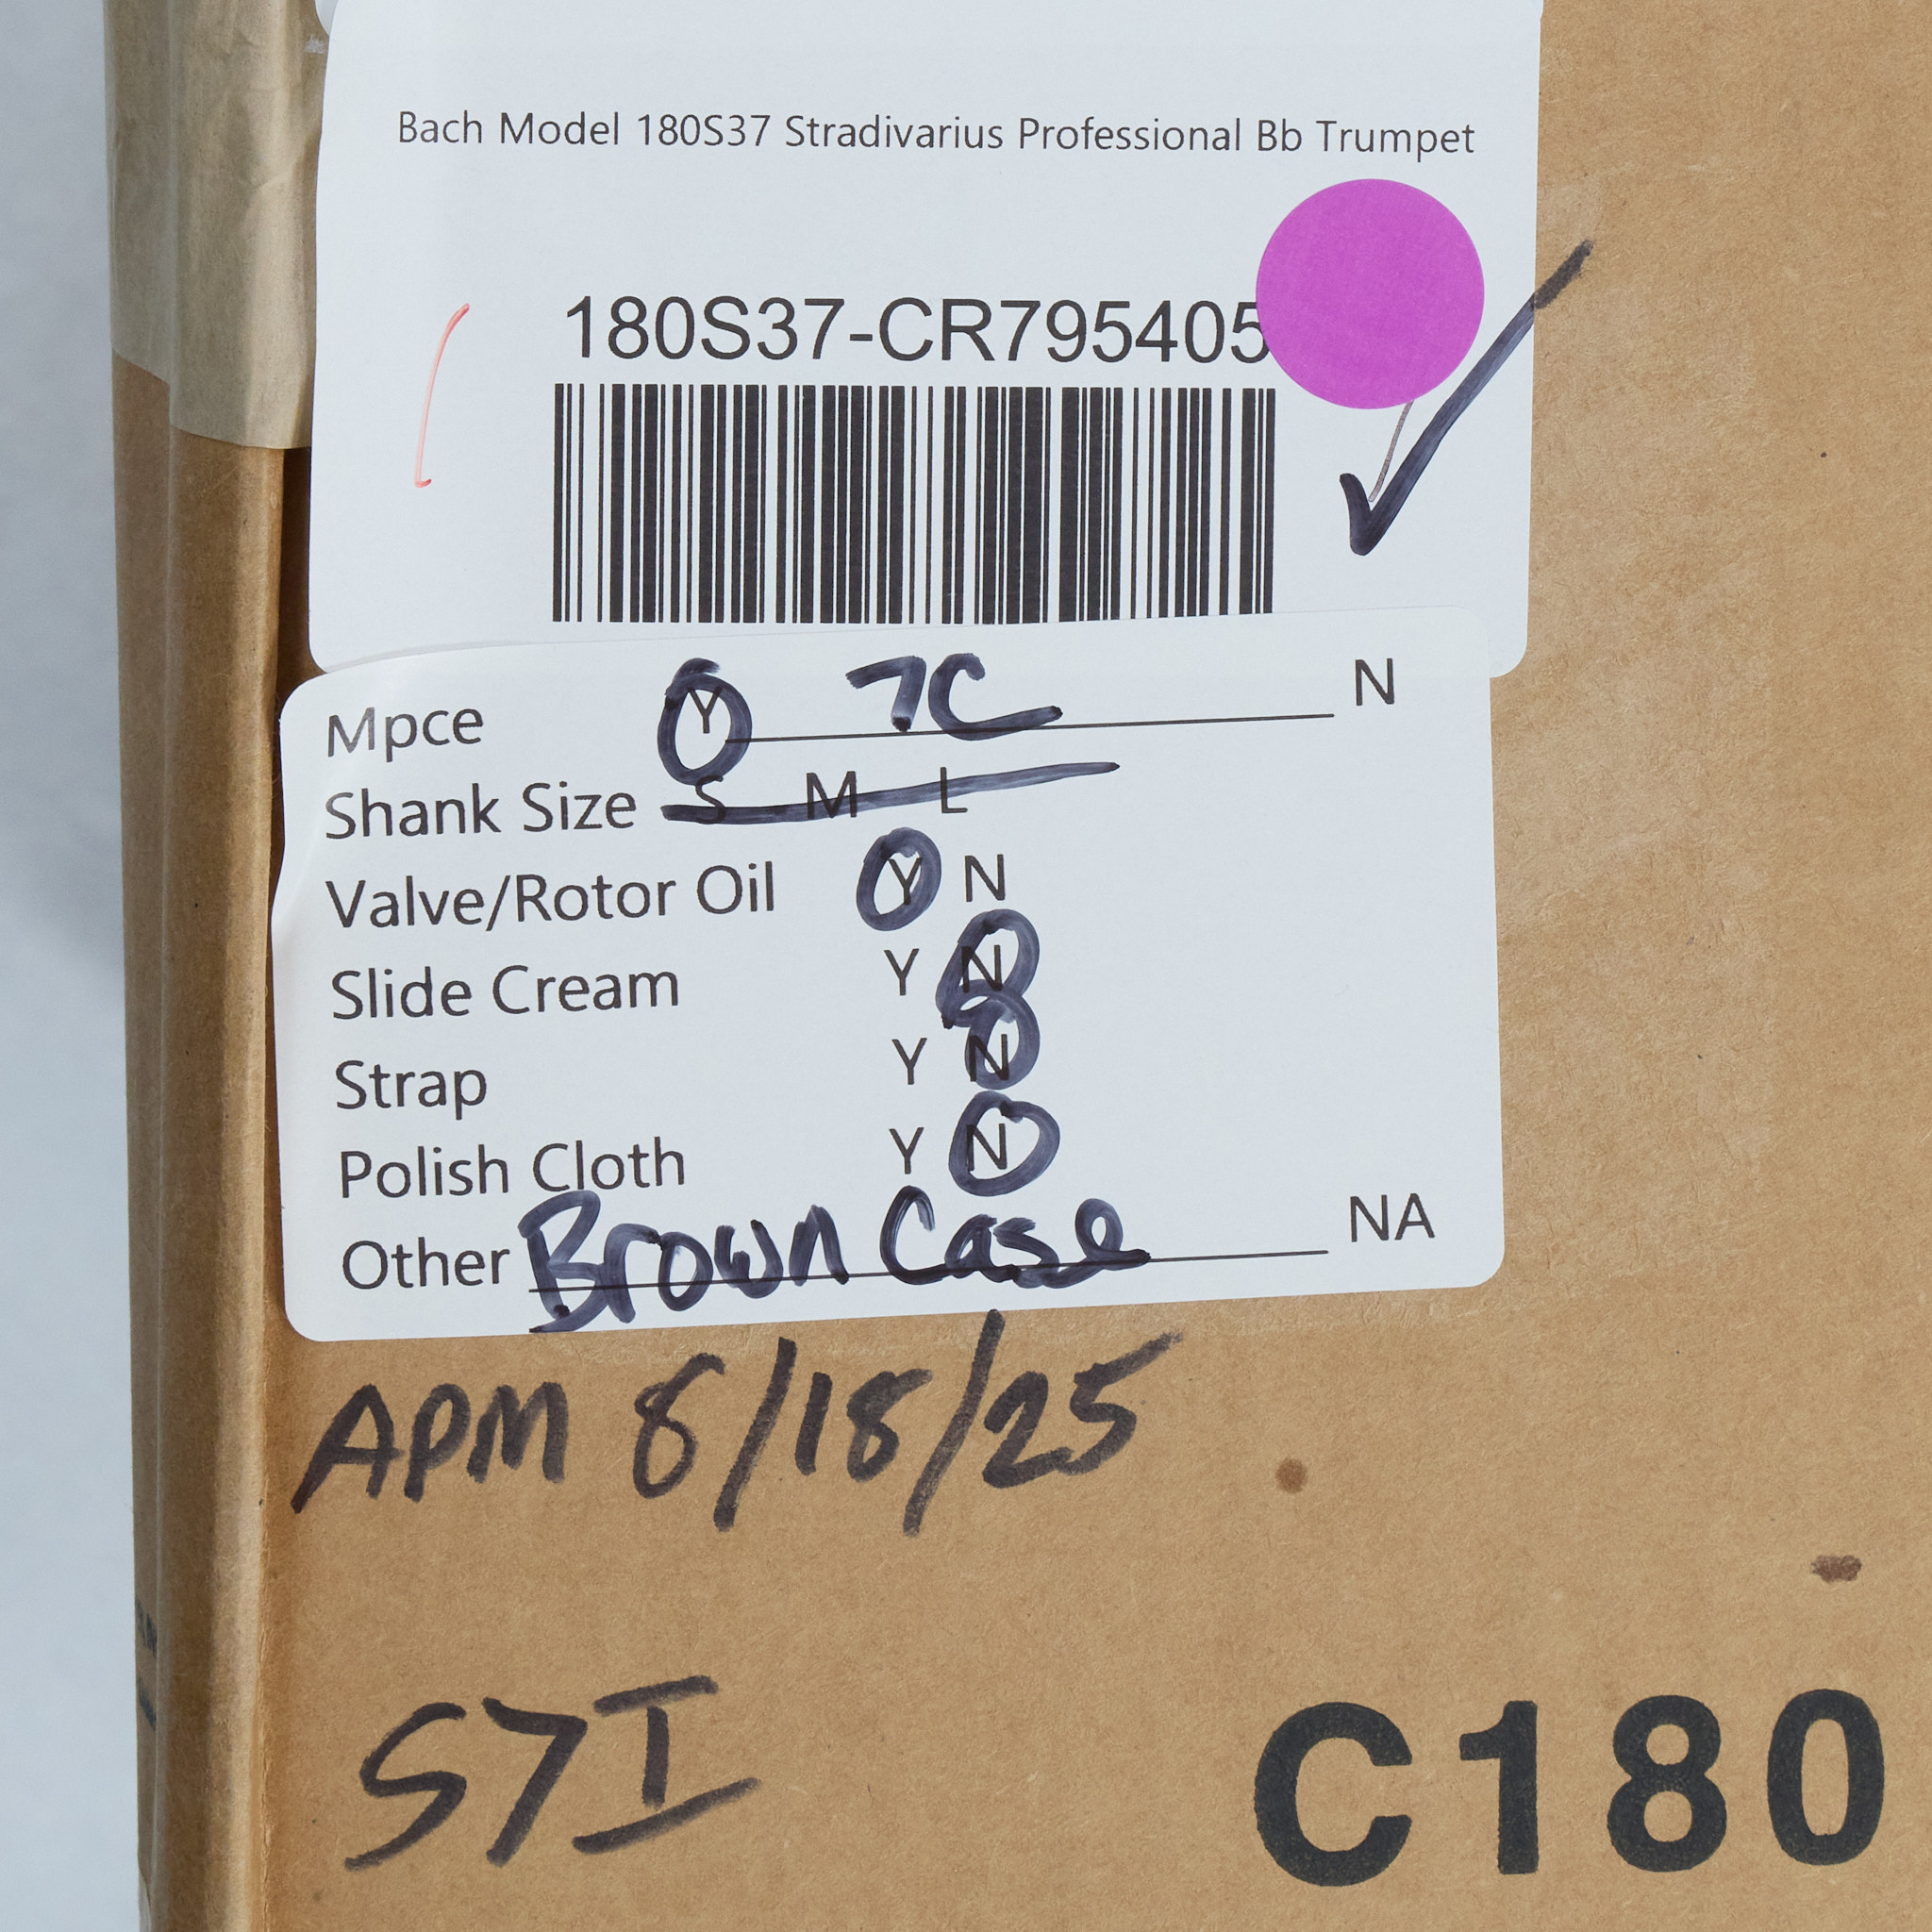 Bach Model 180S37 Stradivarius Professional Bb Trumpet
180S37-CR795405
Mpce Y 7C N
Shank Size S M L
Valve/Rotor Oil Y N
Slide Cream Y N
Strap Y N
Polish Cloth Y N
Other Brown Case NA
APM 8/18/25
S7I
C180